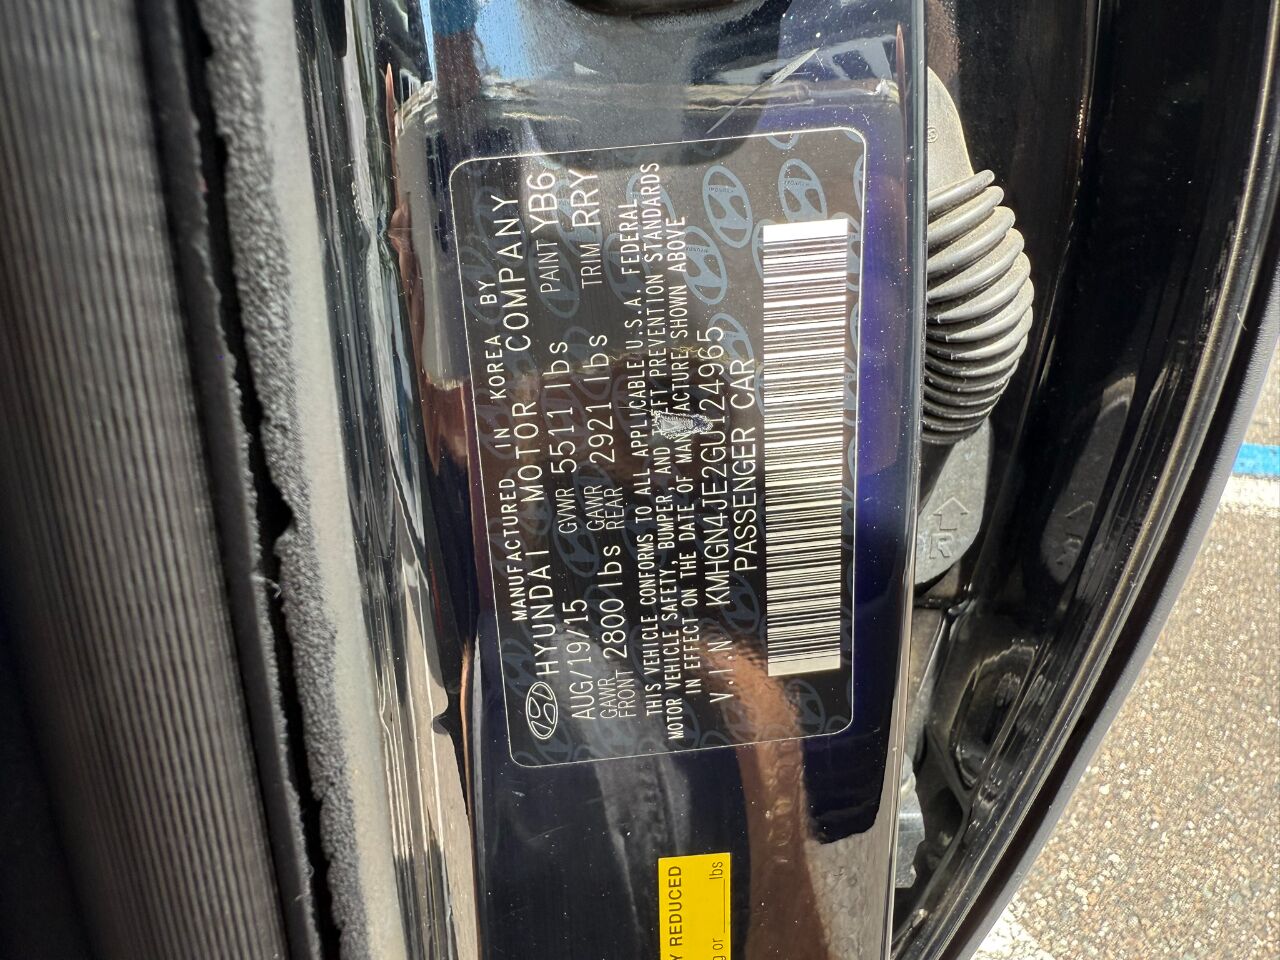 MANUFACTURED IN KOREA BY
HYUNDAI MOTOR COMPANY
AUG/19/15 GVWR 5511 lbs PAINT YB6
GAWR FRONT 2800 lbs GAWR REAR 2921 lbs TRIM RRY
THIS VEHICLE CONFORMS TO ALL APPLICABLE U.S.A. FEDERAL
MOTOR VEHICLE SAFETY, BUMPER, AND THEFT PREVENTION STANDARDS
IN EFFECT ON THE DATE OF MANUFACTURE SHOWN ABOVE
V.I.N KMHGN4JE2GU124965
PASSENGER CAR
Y REDUCED
g or ____lbs
R